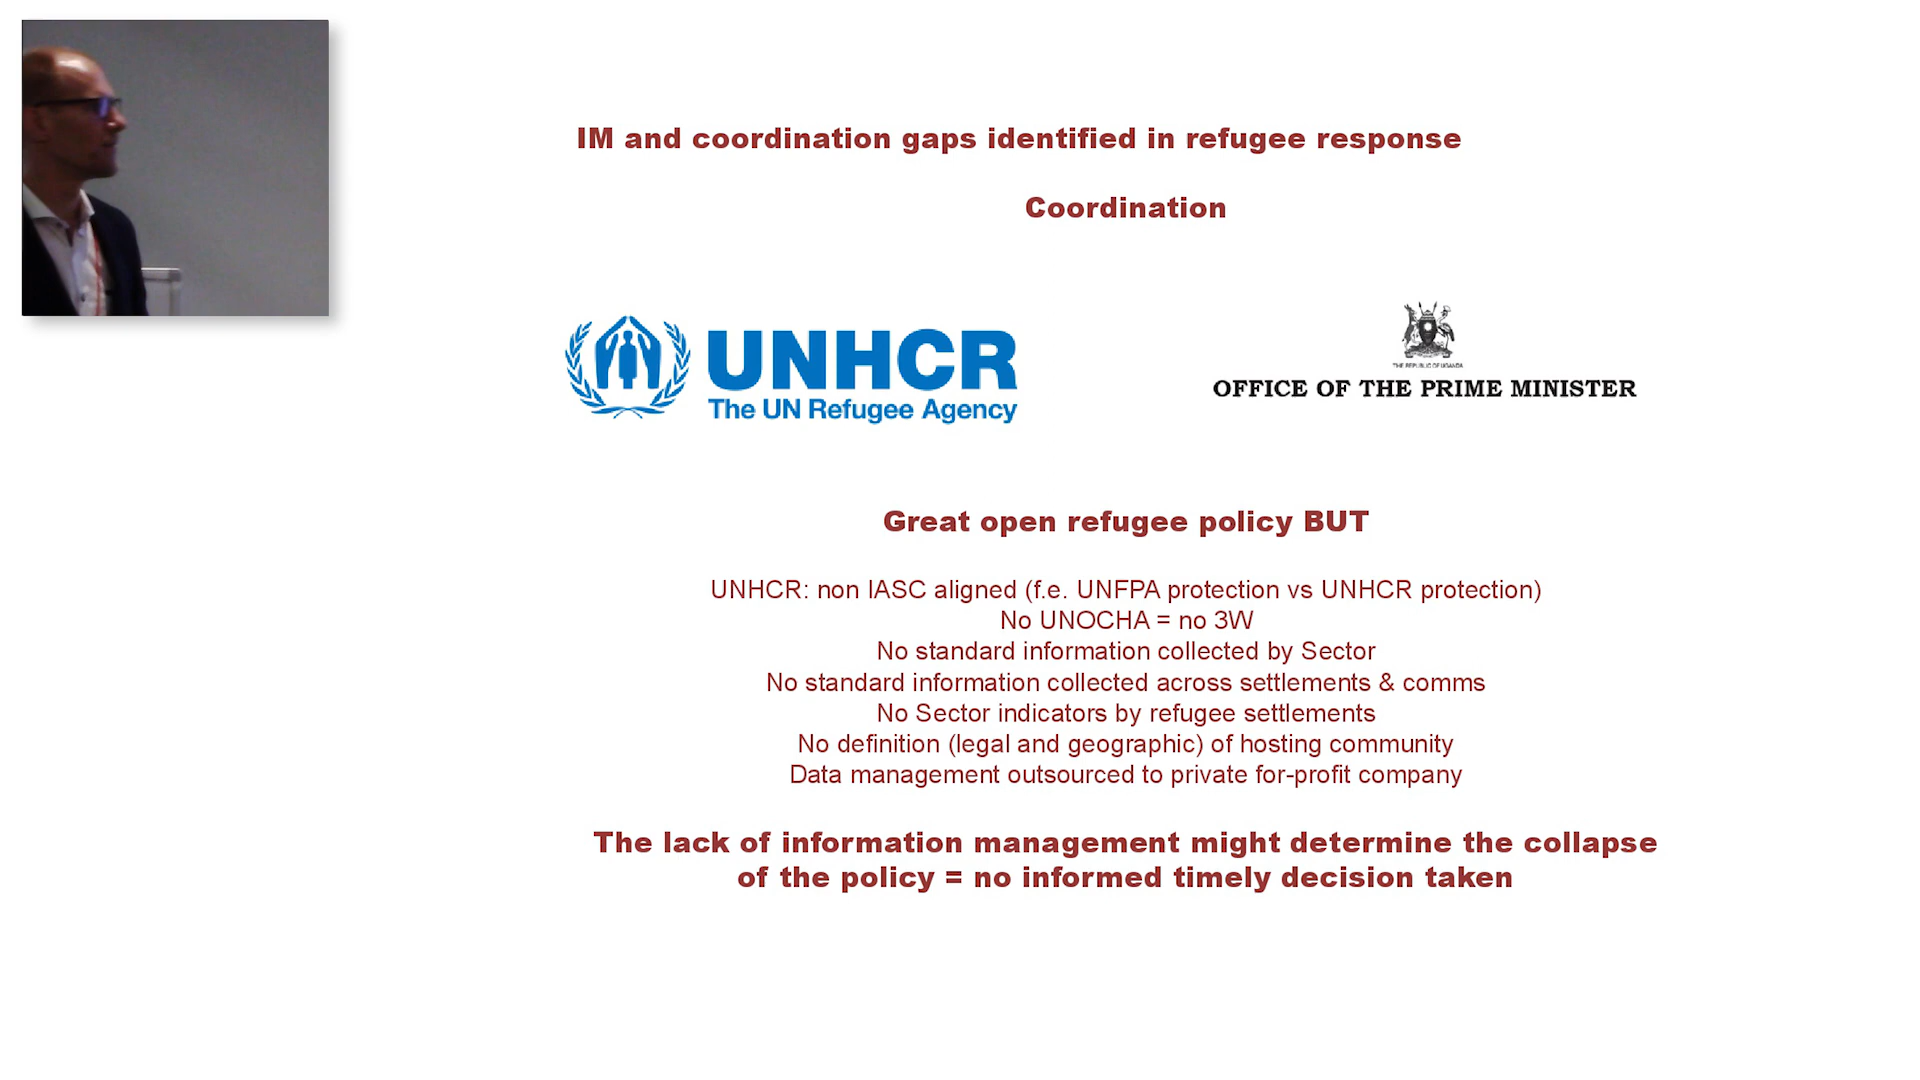 IM and coordination gaps identified in refugee response
Coordination
UNHCR
The UN Refugee Agency
THE REPUBLIC OF UGANDA
OFFICE OF THE PRIME MINISTER
Great open refugee policy BUT
UNHCR: non IASC aligned (f.e. UNFPA protection vs UNHCR protection)
No UNOCHA = no 3W
No standard information collected by Sector
No standard information collected across settlements & comms
No Sector indicators by refugee settlements
No definition (legal and geographic) of hosting community
Data management outsourced to private for-profit company
The lack of information management might determine the collapse
of the policy = no informed timely decision taken